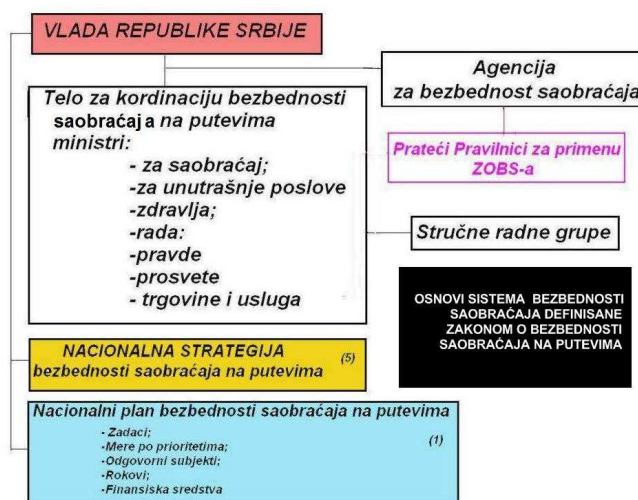 VLADA REPUBLIKE SRBIJE
Agencija
za bezbednost saobraćaja
Telo za kordinaciju bezbednosti
saobraćaja na putevima
ministri:
- za saobraćaj;
-za unutrašnje poslove
-zdravlja;
-rada:
-pravde
-prosvete
- trgovine i usluga
Prateći Pravilnici za primenu
ZOBS-a
Stručne radne grupe
OSNOVI SISTEMA BEZBEDNOSTI
SAOBRAĆAJA DEFINISANE
ZAKONOM O BEZBEDNOSTI
SAOBRAĆAJA NA PUTEVIMA
NACIONALNA STRATEGIJA
bezbednosti saobraćaja na putevima (5)
Nacionalni plan bezbednosti saobraćaja na putevima
- Zadaci;
-Mere po prioritetima; (1)
-Odgovorni subjekti;
-Rokovi;
-Finansiska sredstva